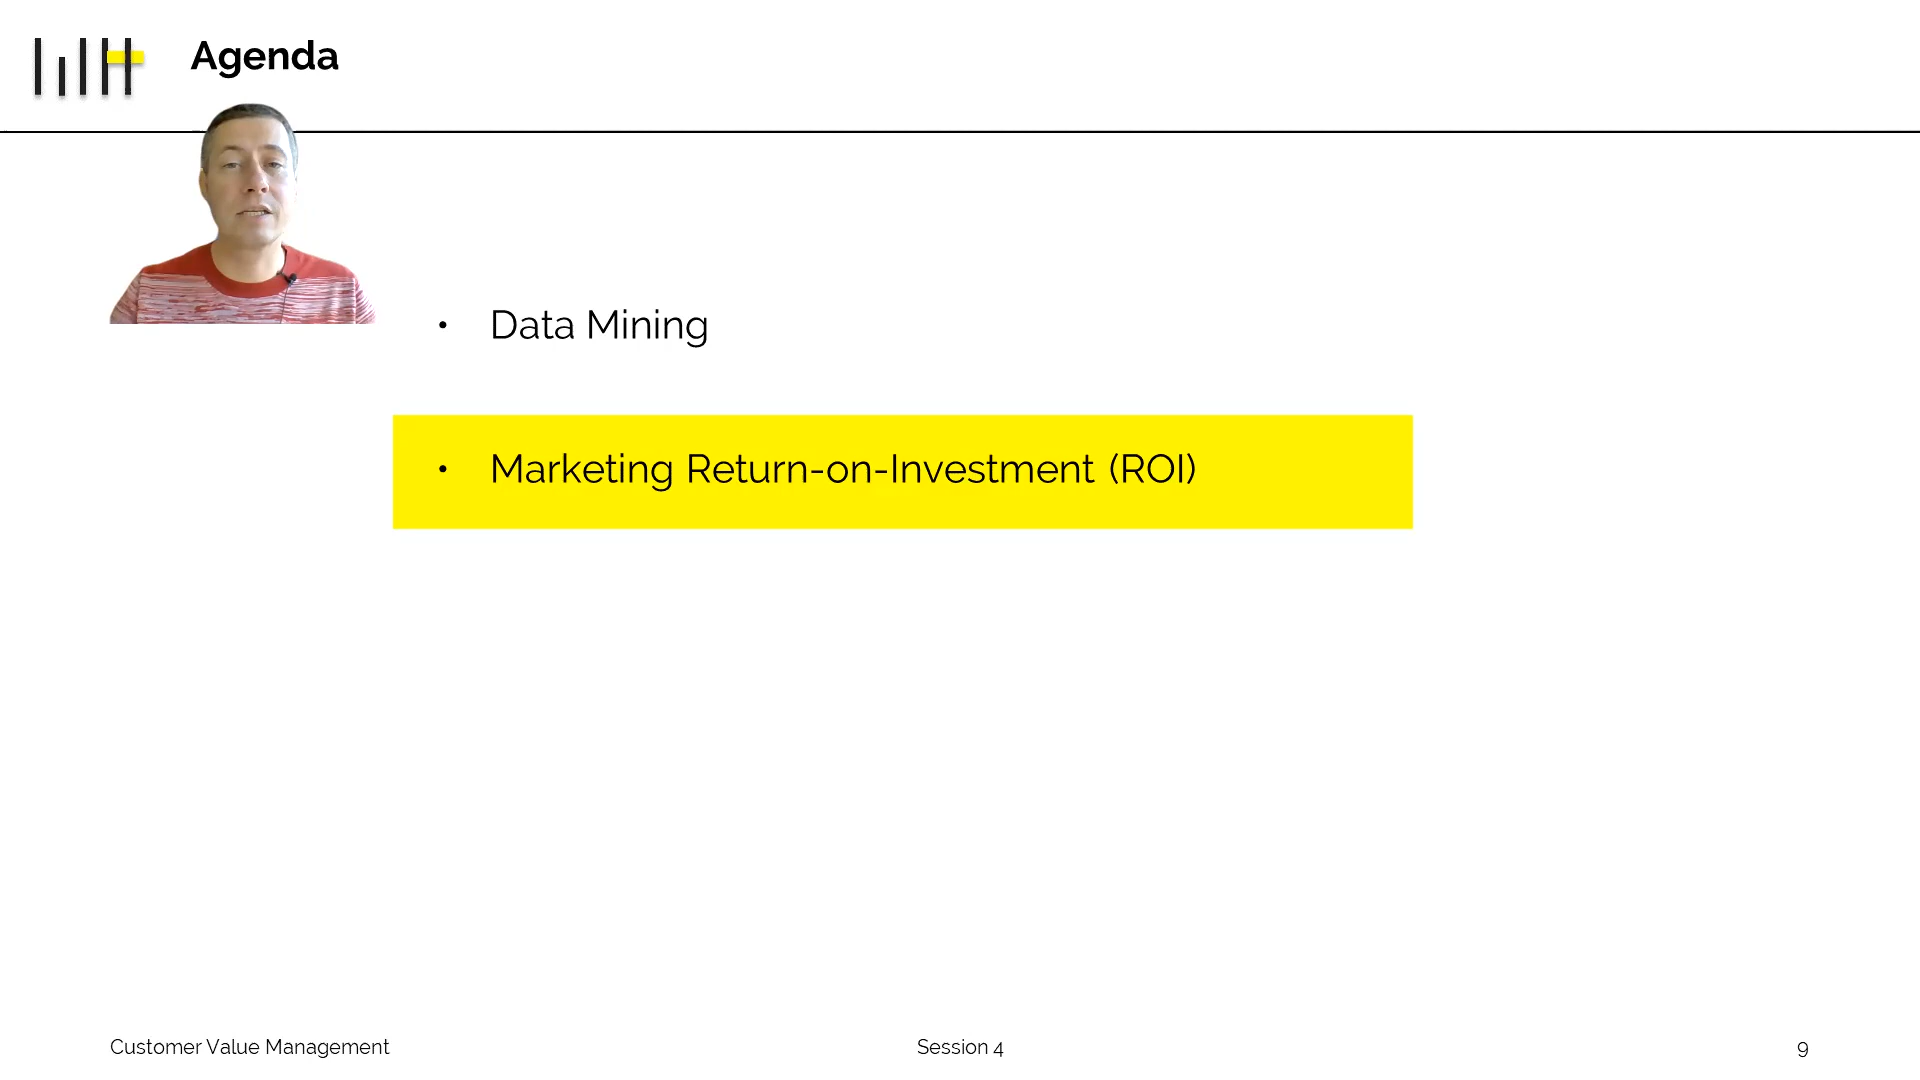 Agenda
• Data Mining
• Marketing Return-on-Investment (ROI)
Customer Value Management
Session 4
9